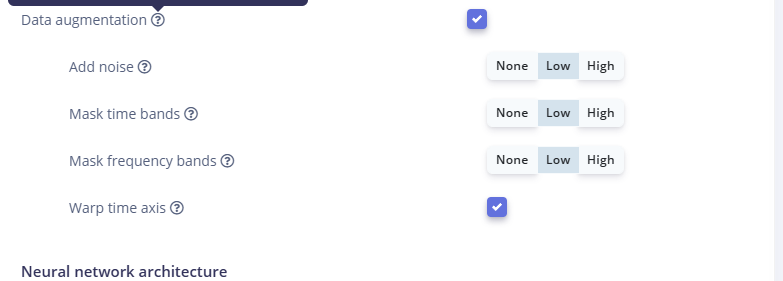 Data augmentation
Add noise None Low High
Mask time bands None Low High
Mask frequency bands None Low High
Warp time axis
Neural network architecture